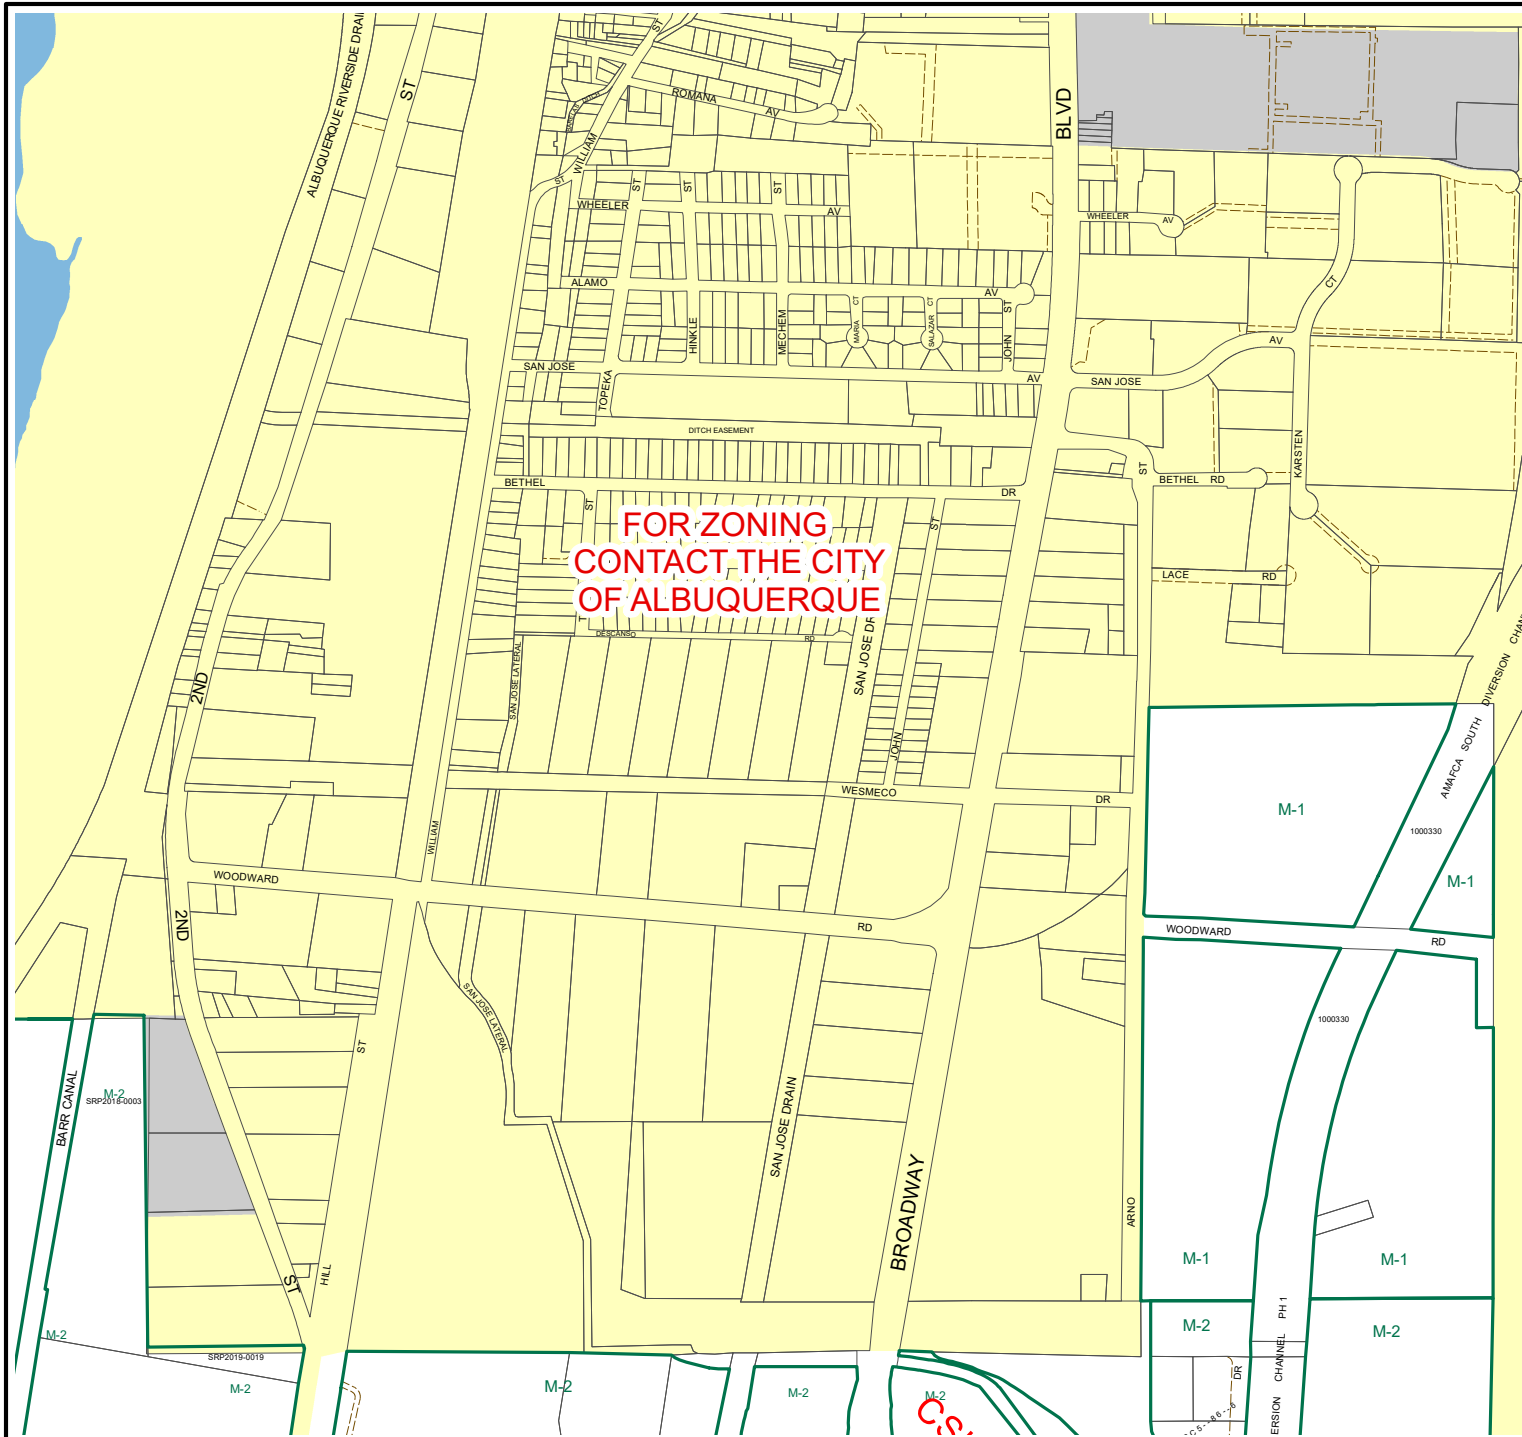 ALBUQUERQUE RIVERSIDE DRAIN
ST
ST
BLVD
ROMANA
AV
WILLIAM
ST
ST
ST
ST
WHEELER
AV
WHEELER
AV
ALAMO
AV
CT
CT
ST
CT
HINKLE
MECHEM
MARIA
SALAZAR
JOHN
AV
SAN JOSE
AV
SAN JOSE
TOPEKA
DITCH EASEMENT
KARSTEN
BETHEL
DR
ST
BETHEL RD
ST
ST
FOR ZONING
CONTACT THE CITY
OF ALBUQUERQUE
LACE
RD
DESCANSO
RD
SAN JOSE DR
SAN JOSE LATERAL
2ND
JOHN
AMAFCA SOUTH DIVERSION CHAN
WESMECO
DR
M-1
1000330
WILLIAM
WOODWARD
M-1
2ND
RD
WOODWARD
RD
SAN JOSE LATERAL
1000330
ST
BARR CANAL
M-2
SRP2018-0003
SAN JOSE DRAIN
BROADWAY
ARNO
HILL
ST
M-1
M-1
M-2
M-2
M-2
SRP2019-0019
M-2
M-2
M-2
M-2
DR
ERSION CHANNEL PH 1